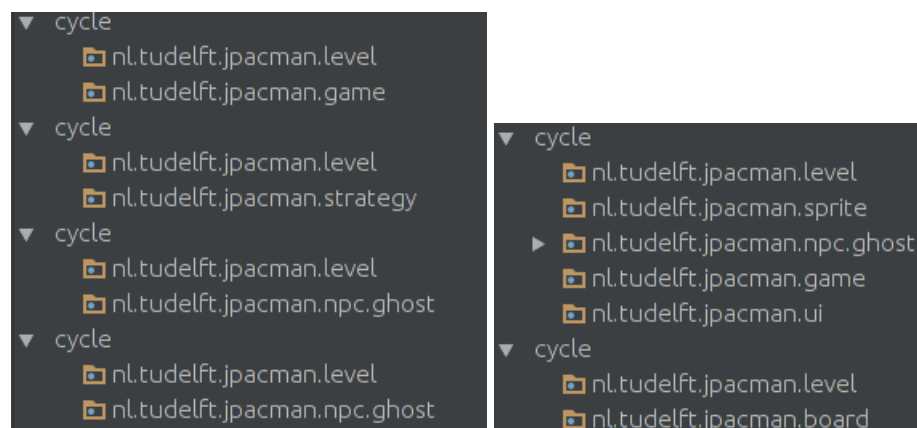 cycle
nl.tudelft.jpacman.level
nl.tudelft.jpacman.game
cycle
nl.tudelft.jpacman.level
nl.tudelft.jpacman.strategy
cycle
nl.tudelft.jpacman.level
nl.tudelft.jpacman.npc.ghost
cycle
nl.tudelft.jpacman.level
nl.tudelft.jpacman.npc.ghost
cycle
nl.tudelft.jpacman.level
nl.tudelft.jpacman.sprite
nl.tudelft.jpacman.npc.ghost
nl.tudelft.jpacman.game
nl.tudelft.jpacman.ui
cycle
nl.tudelft.jpacman.level
nl.tudelft.jpacman.board